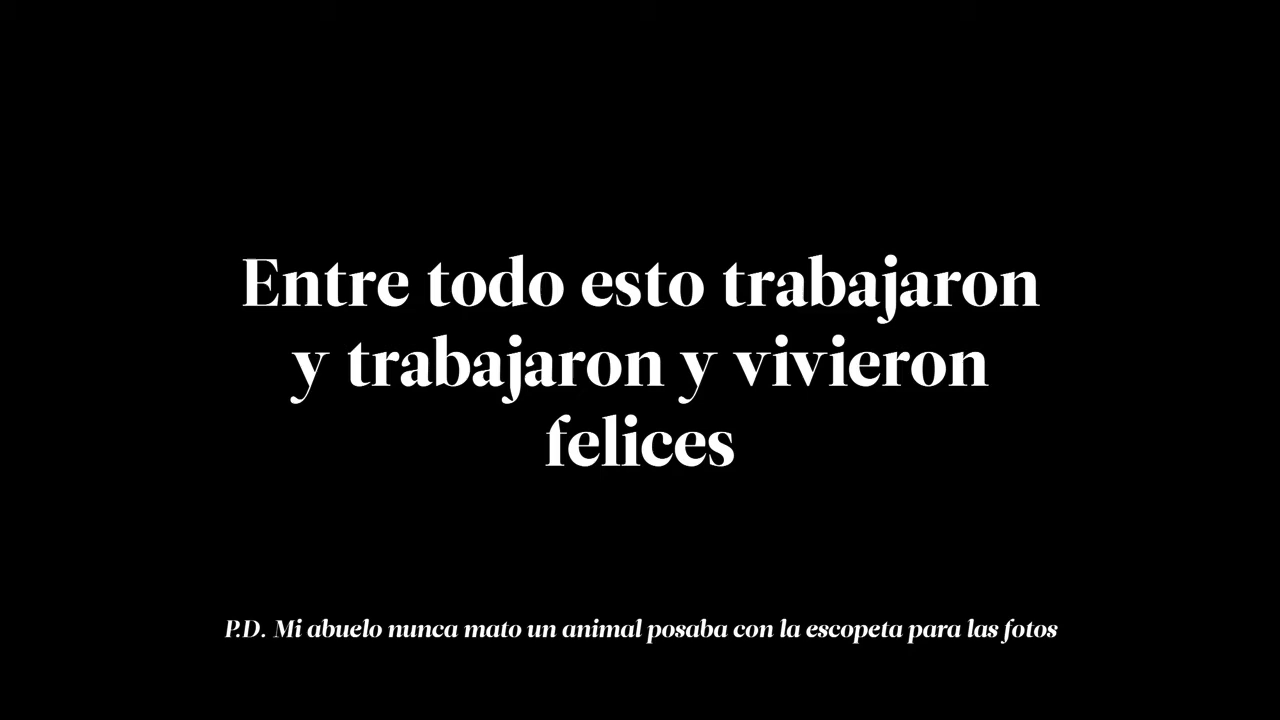 Entre todo esto trabajaron
y trabajaron y vivieron
felices
P.D. Mi abuelo nunca mato un animal posaba con la escopeta para las fotos